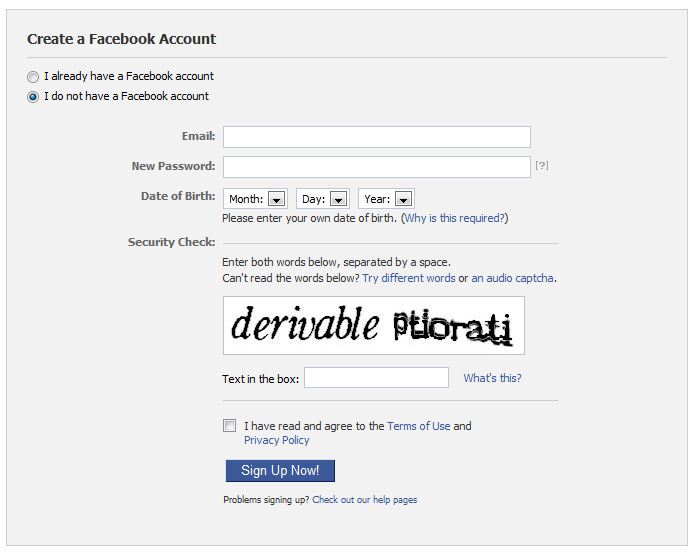 Create a Facebook Account
I already have a Facebook account
I do not have a Facebook account
Email:
New Password: [?]
Date of Birth: Month: Day: Year:
Please enter your own date of birth. (Why is this required?)
Security Check:
Enter both words below, separated by a space.
Can't read the words below? Try different words or an audio captcha.
derivable
Text in the box: What's this?
I have read and agree to the Terms of Use and
Privacy Policy
Sign Up Now!
Problems signing up? Check out our help pages